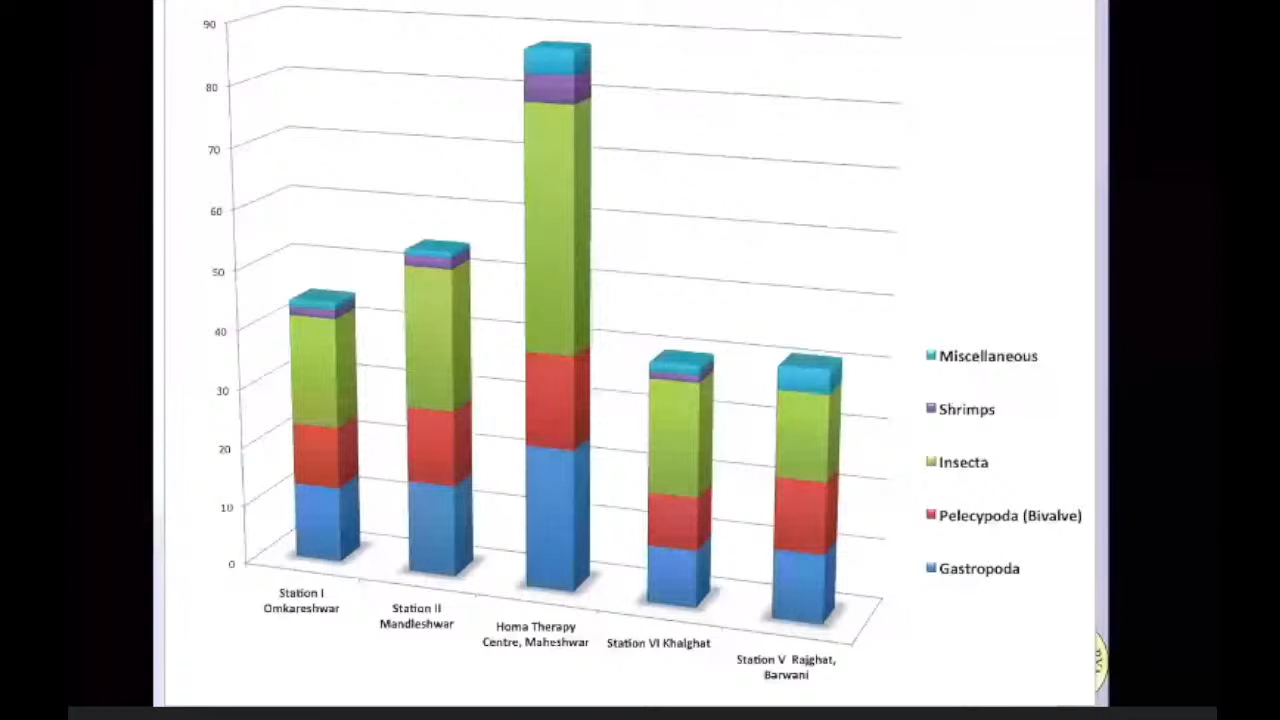 90
80
70
60
50
40
30
20
10
0
Station I
Omkareshwar
Station II
Mandleshwar
Homa Therapy
Centre, Maheshwar
Station VI Khalghat
Station V Rajghat,
Barwani
Miscellaneous
Shrimps
Insecta
Pelecypoda (Bivalve)
Gastropoda